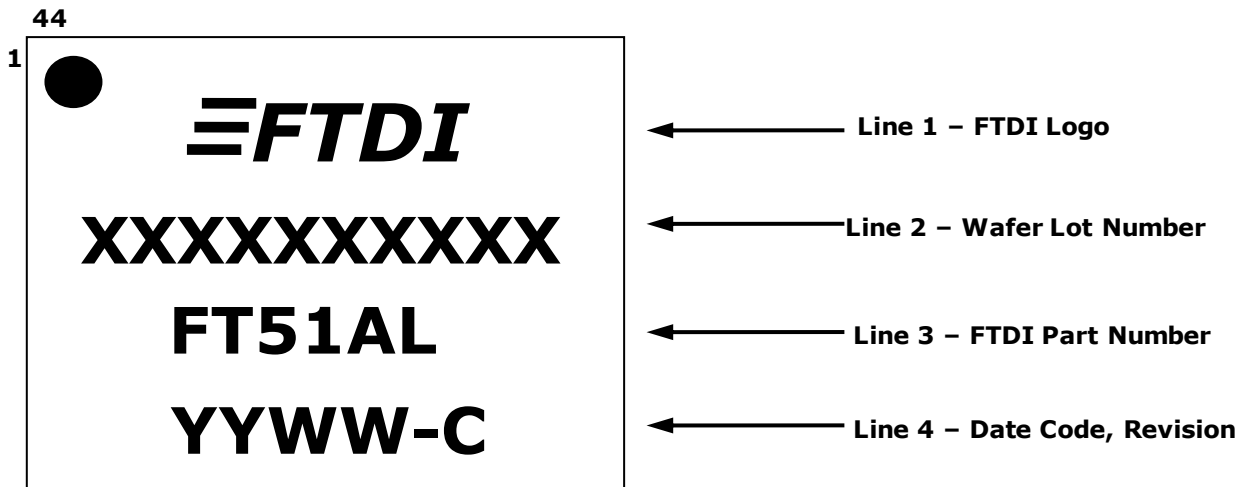 44
1
FTDI
Line 1 – FTDI Logo
XXXXXXXXXX
Line 2 – Wafer Lot Number
FT51AL
Line 3 – FTDI Part Number
YYWW-C
Line 4 – Date Code, Revision